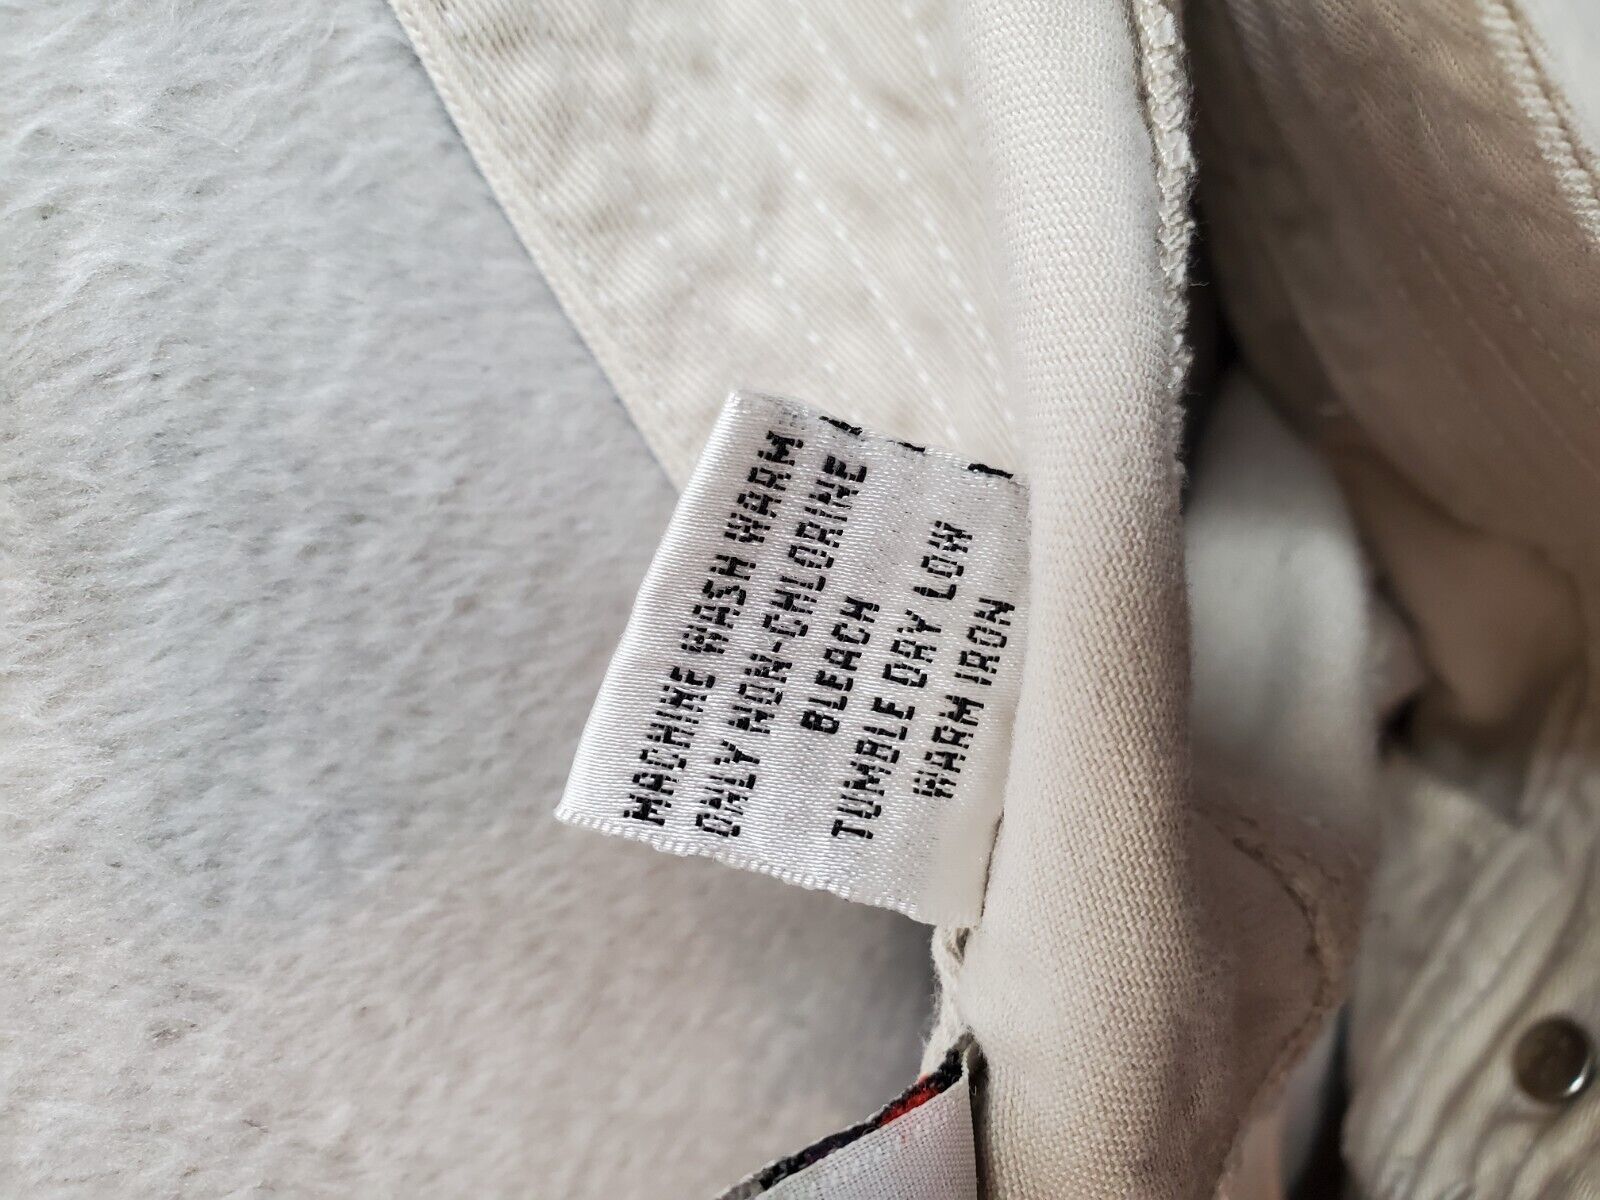 MACHINE WASH WARM
ONLY NON-CHLORINE
BLEACH
TUMBLE DRY LOW
WARM IRON